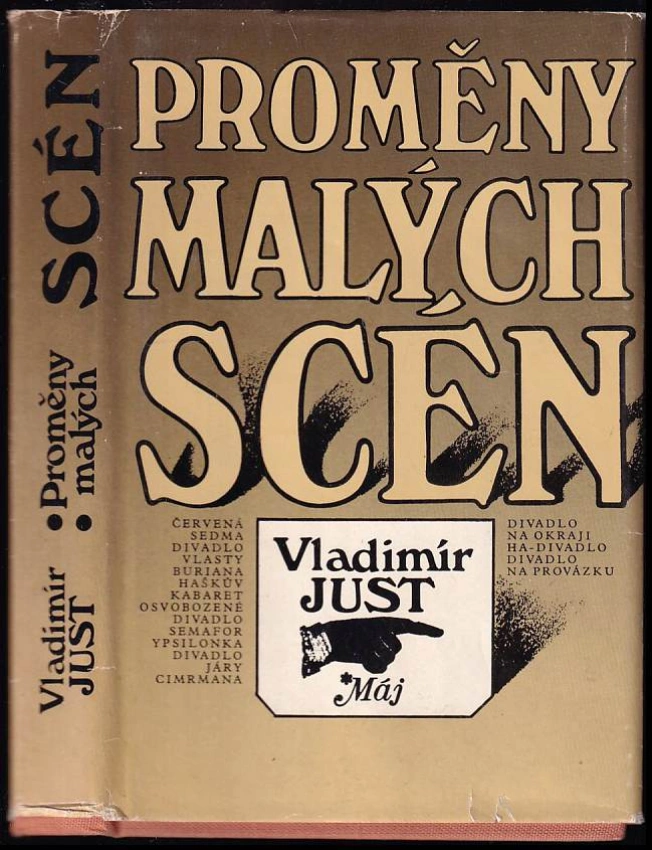 Vladimír
JUST
• Proměny
• malých
SCÉN
PROMĚNY
MALÝCH
SCÉN
ČERVENÁ
SEDMA
DIVADLO
VLASTY
BURIANA
HAŠKŮV
KABARET
OSVOBOZENÉ
DIVADLO
SEMAFOR
YPSILONKA
DIVADLO
JÁRY
CIMRMANA
Vladimír
JUST
*Máj
DIVADLO
NA OKRAJI
HA-DIVADLO
DIVADLO
NA PROVÁZKU